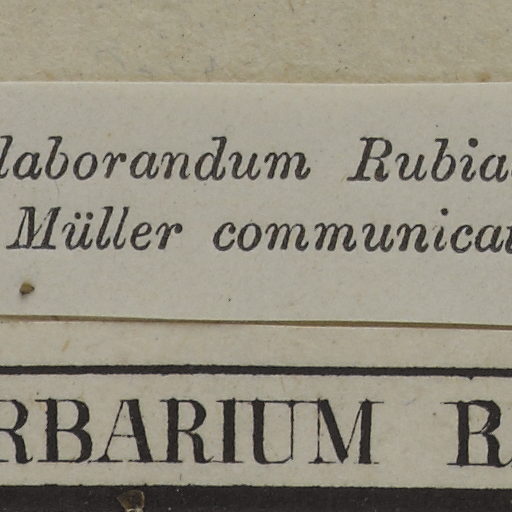 laborandum Rubia
Müller communica
RBARIUM R